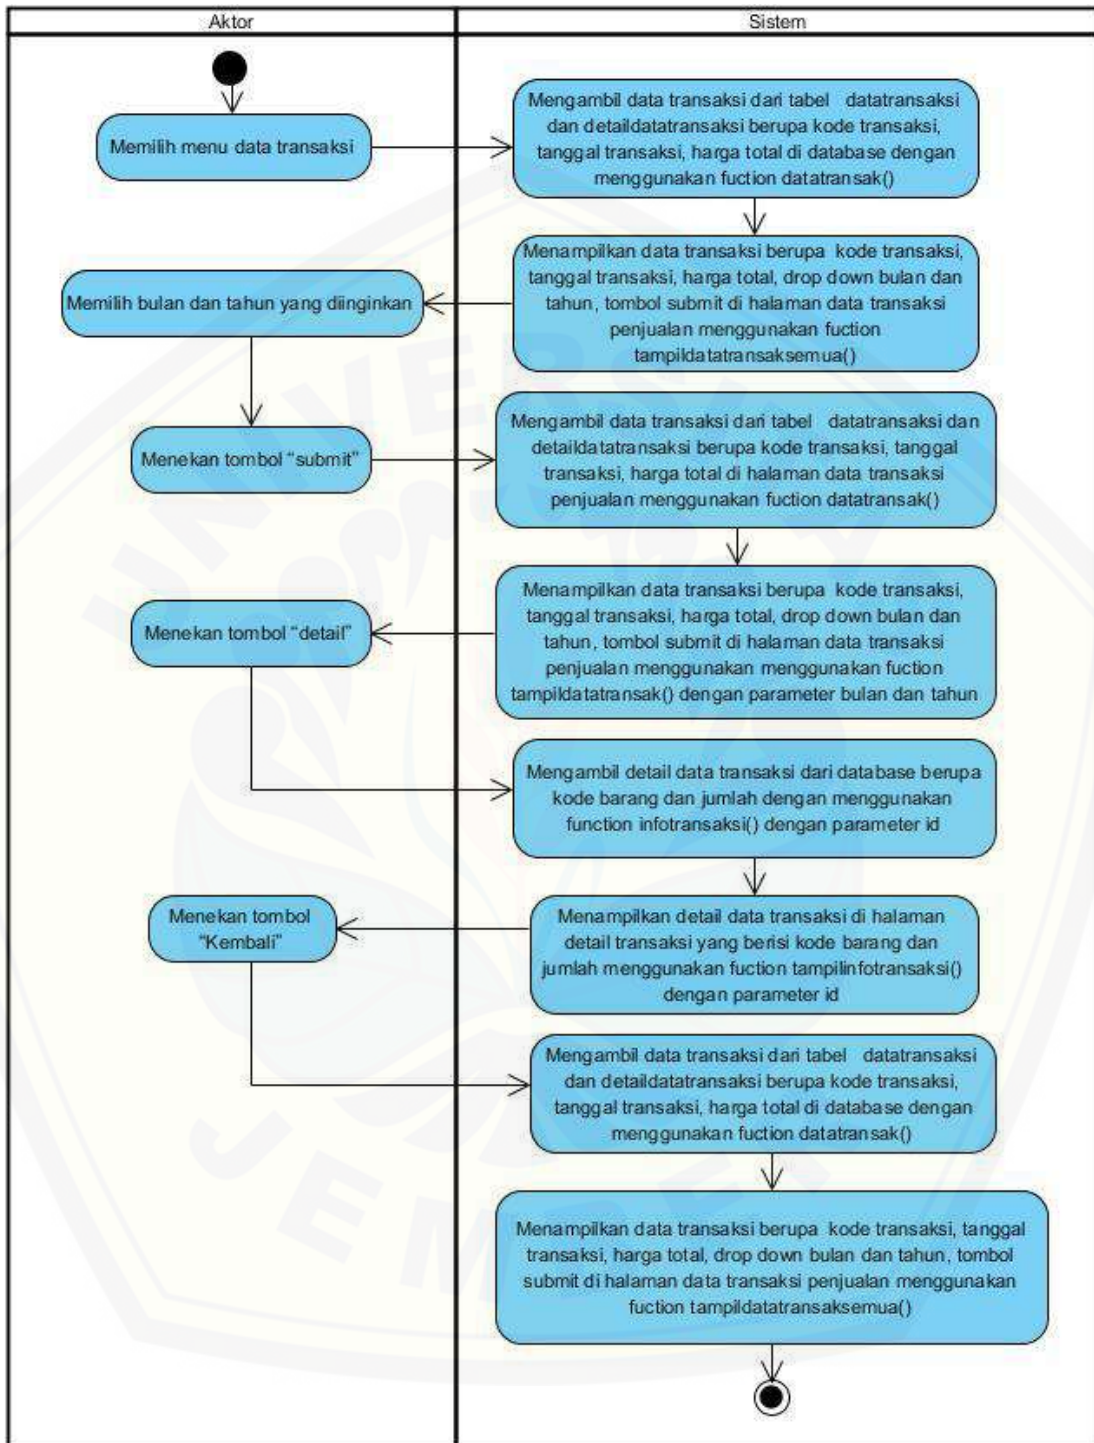 Aktor
Sistem
Memilih menu data transaksi
Mengambil data transaksi dari tabel datatransaksi
dan detaildatatransaksi berupa kode transaksi,
tanggal transaksi, harga total di database dengan
menggunakan fuction datatransak()
Menampilkan data transaksi berupa kode transaksi,
tanggal transaksi, harga total, drop down bulan dan
tahun, tombol submit di halaman data transaksi
penjualan menggunakan fuction
tampildatatransaksemua()
Memilih bulan dan tahun yang diinginkan
Menekan tombol “submit”
Mengambil data transaksi dari tabel datatransaksi dan
detaildatatransaksi berupa kode transaksi, tanggal
transaksi, harga total di halaman data transaksi
penjualan menggunakan fuction datatransak()
Menampilkan data transaksi berupa kode transaksi,
tanggal transaksi, harga total, drop down bulan dan
tahun, tombol submit di halaman data transaksi
penjualan menggunakan menggunakan fuction
tampildatatransak() dengan parameter bulan dan tahun
Menekan tombol “detail”
Mengambil detail data transaksi dari database berupa
kode barang dan jumlah dengan menggunakan
function infotransaksi() dengan parameter id
Menampilkan detail data transaksi di halaman
detail transaksi yang berisi kode barang dan
jumlah menggunakan fuction tampilinfotransaksi()
dengan parameter id
Menekan tombol
“Kembali”
Mengambil data transaksi dari tabel datatransaksi
dan detaildatatransaksi berupa kode transaksi,
tanggal transaksi, harga total di database dengan
menggunakan fuction datatransak()
Menampilkan data transaksi berupa kode transaksi, tanggal
transaksi, harga total, drop down bulan dan tahun, tombol
submit di halaman data transaksi penjualan menggunakan
fuction tampildatatransaksemua()